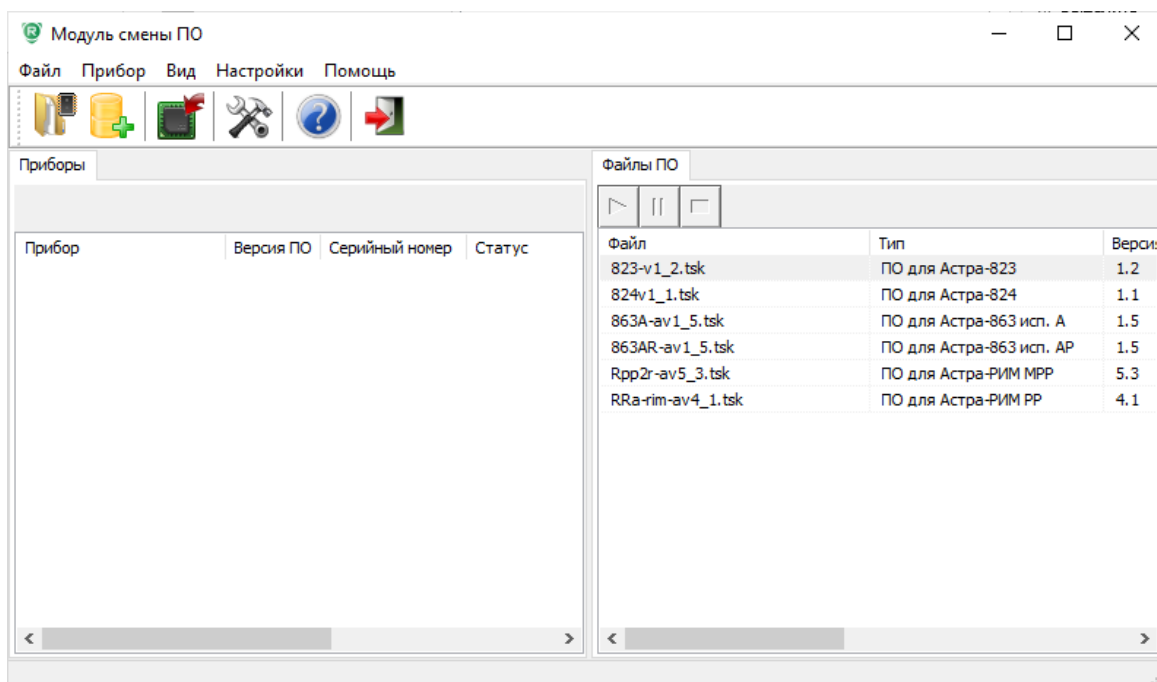 Модуль смены ПО
Файл Прибор Вид Настройки Помощь
Приборы
Файлы ПО
Прибор Версия ПО Серийный номер Статус
Файл Тип Версия
823-v1_2.tsk ПО для Астра-823 1.2
824v1_1.tsk ПО для Астра-824 1.1
863A-av1_5.tsk ПО для Астра-863 исп. А 1.5
863AR-av1_5.tsk ПО для Астра-863 исп. АР 1.5
Rpp2r-av5_3.tsk ПО для Астра-РИМ МРР 5.3
RRa-rim-av4_1.tsk ПО для Астра-РИМ РР 4.1